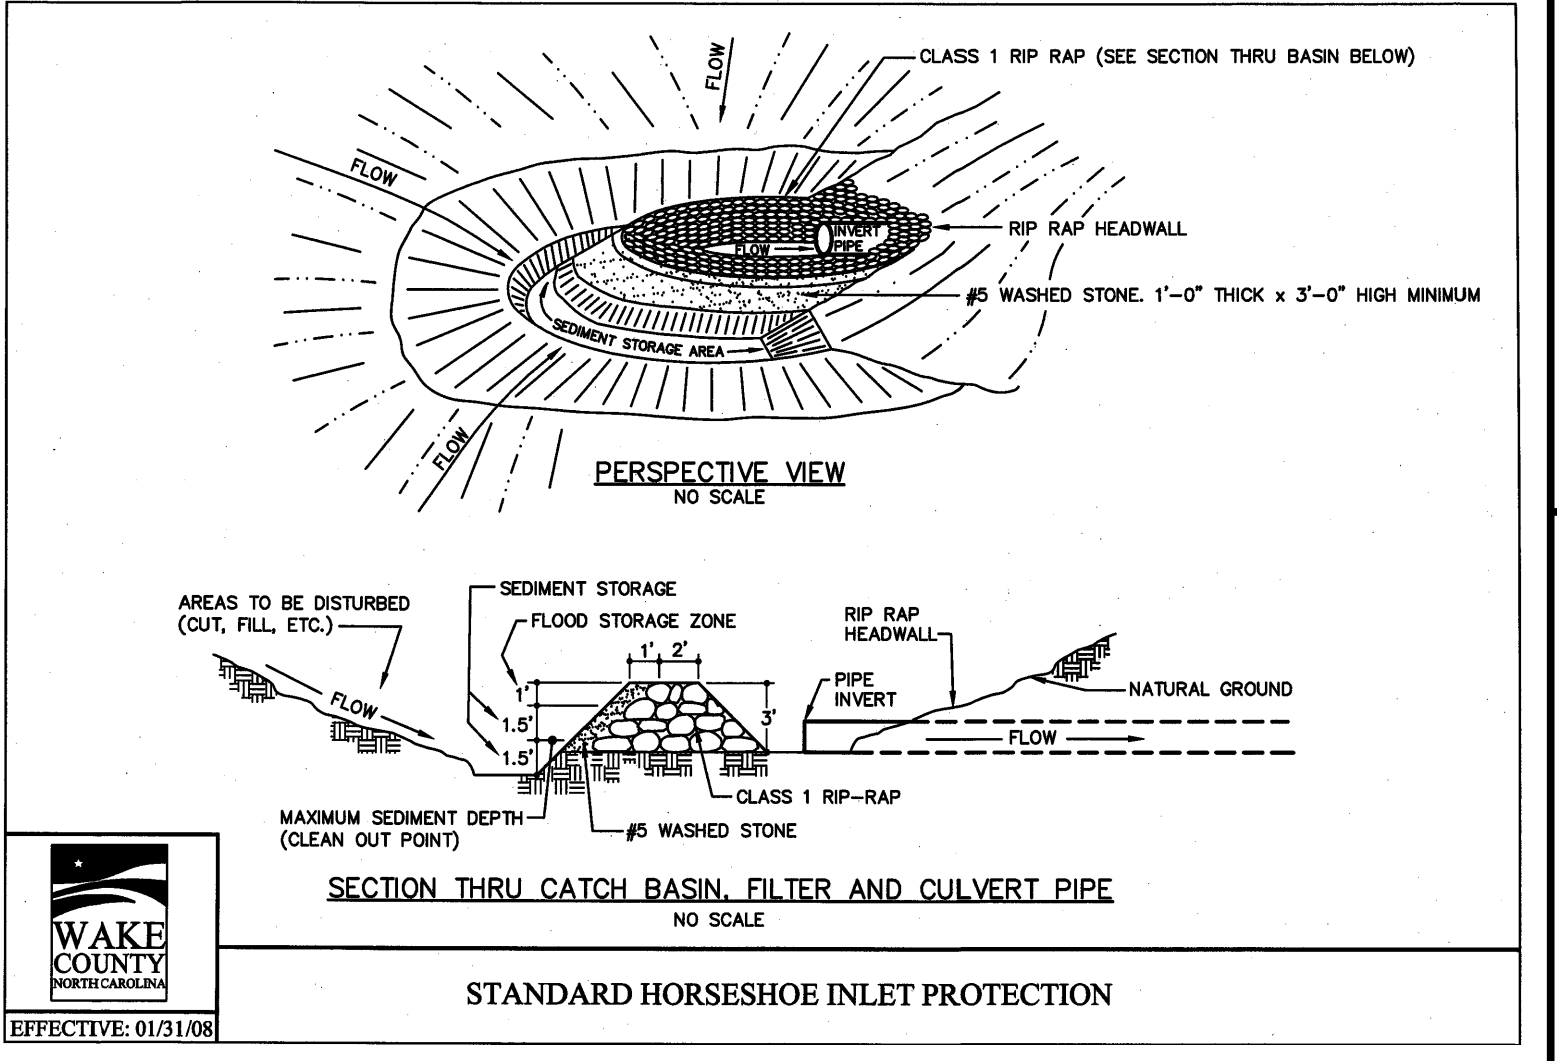 FLOW
CLASS 1 RIP RAP (SEE SECTION THRU BASIN BELOW)
FLOW
INVERT
PIPE
RIP RAP HEADWALL
FLOW
#5 WASHED STONE. 1'-0" THICK x 3'-0" HIGH MINIMUM
SEDIMENT STORAGE AREA
FLOW
PERSPECTIVE VIEW
NO SCALE
SEDIMENT STORAGE
AREAS TO BE DISTURBED
(CUT, FILL, ETC.)
FLOOD STORAGE ZONE
RIP RAP
HEADWALL
1' 2'
PIPE
INVERT
NATURAL GROUND
1'
FLOW
1.5'
3'
FLOW
1.5'
CLASS 1 RIP-RAP
MAXIMUM SEDIMENT DEPTH
(CLEAN OUT POINT)
#5 WASHED STONE
SECTION THRU CATCH BASIN, FILTER AND CULVERT PIPE
NO SCALE
WAKE
COUNTY
NORTH CAROLINA
STANDARD HORSESHOE INLET PROTECTION
EFFECTIVE: 01/31/08